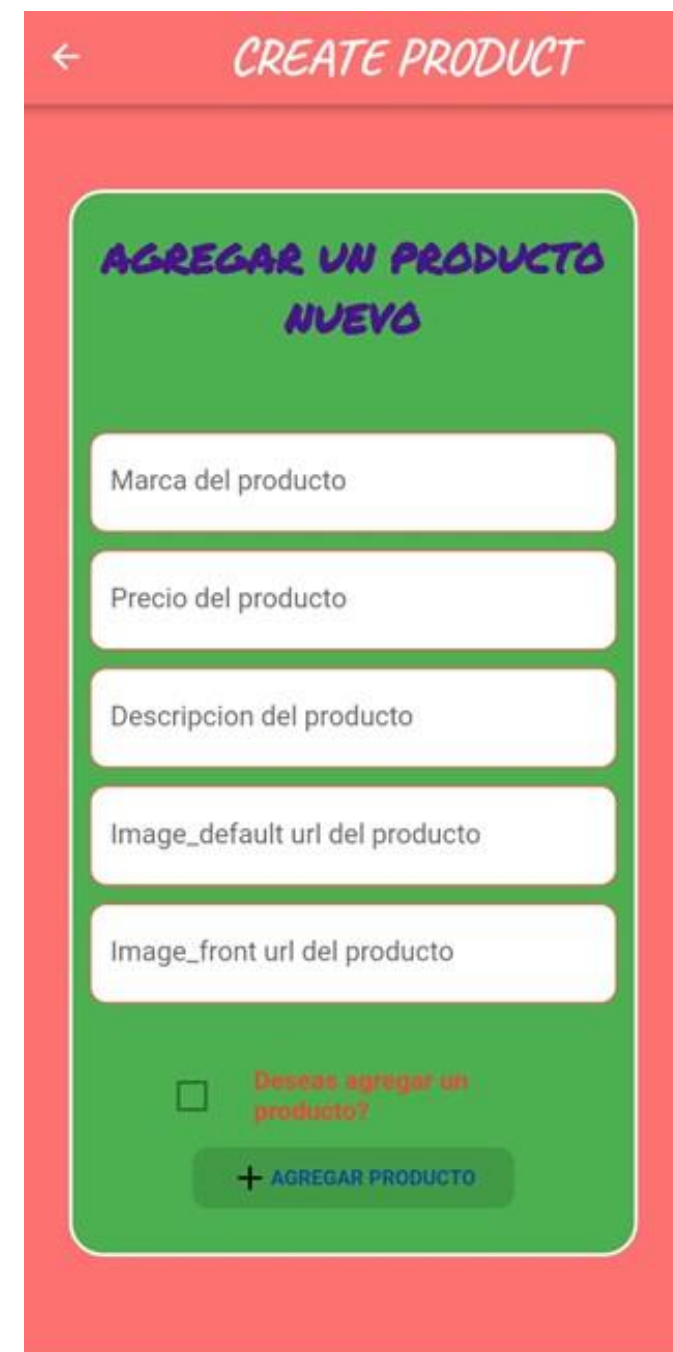 CREATE PRODUCT
AGREGAR UN PRODUCTO
NUEVO
Marca del producto
Precio del producto
Descripcion del producto
Image_default url del producto
Image_front url del producto
Deseas agregar un
producto?
AGREGAR PRODUCTO